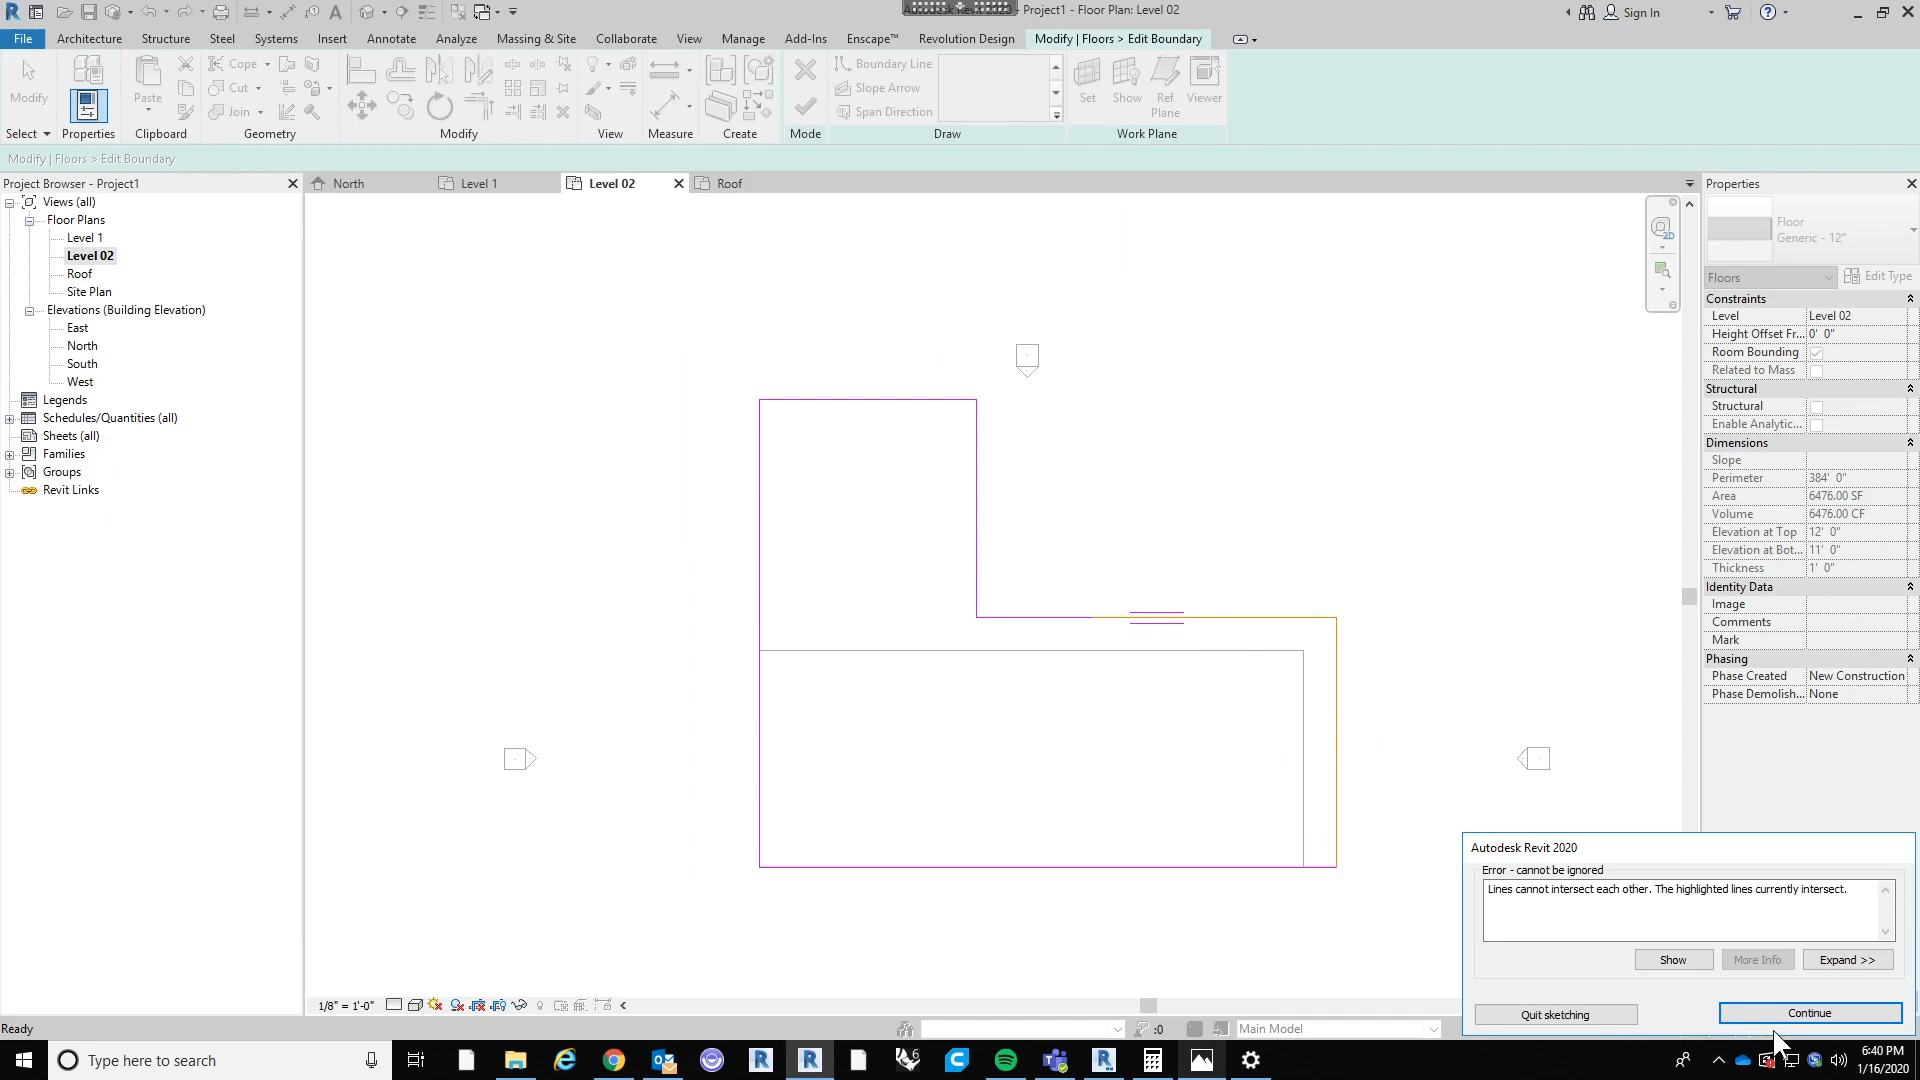 - Project1 - Floor Plan: Level 02
Sign In
File Architecture Structure Steel Systems Insert Annotate Analyze Massing & Site Collaborate View Manage Add-Ins Enscape™ Revolution Design Modify | Floors > Edit Boundary
Modify
Paste
Cope
Cut
Join
Boundary Line
Slope Arrow
Span Direction
Set
Show
Ref
Plane
Viewer
Select Properties Clipboard Geometry Modify View Measure Create Mode Draw Work Plane
Modify | Floors > Edit Boundary
Project Browser - Project1
North
Level 1
Level 02
Roof
Properties
Views (all)
Floor Plans
Level 1
Level 02
Roof
Site Plan
Elevations (Building Elevation)
East
North
South
West
Legends
Schedules/Quantities (all)
Sheets (all)
Families
Groups
Revit Links
2D
Floor
Generic - 12"
Floors
Edit Type
Constraints
Level Level 02
Height Offset Fr... 0' 0"
Room Bounding
Related to Mass
Structural
Structural
Enable Analytic...
Dimensions
Slope
Perimeter 384' 0"
Area 6476.00 SF
Volume 6476.00 CF
Elevation at Top 12' 0"
Elevation at Bot... 11' 0"
Thickness 1' 0"
Identity Data
Image
Comments
Mark
Phasing
Phase Created New Construction
Phase Demolish... None
Autodesk Revit 2020
Error - cannot be ignored
Lines cannot intersect each other. The highlighted lines currently intersect.
Show
More Info
Expand >>
Quit sketching
Continue
1/8" = 1'-0"
Ready
:0
Main Model
Type here to search
6:40 PM
1/16/2020